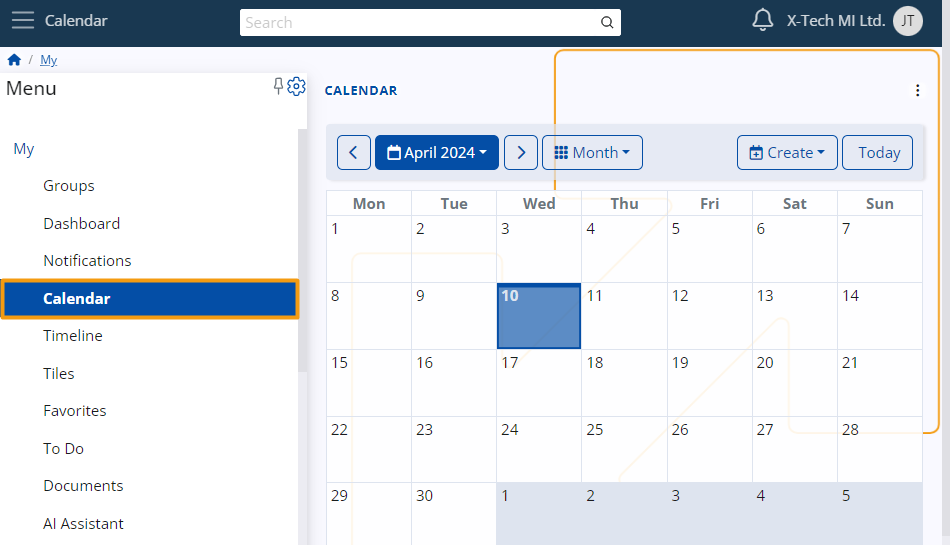 Calendar
Search
X-Tech MI Ltd.
JT
/ My
Menu
My
Groups
Dashboard
Notifications
Calendar
Timeline
Tiles
Favorites
To Do
Documents
AI Assistant
CALENDAR
April 2024
Month
Create
Today
Mon Tue Wed Thu Fri Sat Sun
1 2 3 4 5 6 7
8 9 10 11 12 13 14
15 16 17 18 19 20 21
22 23 24 25 26 27 28
29 30 1 2 3 4 5